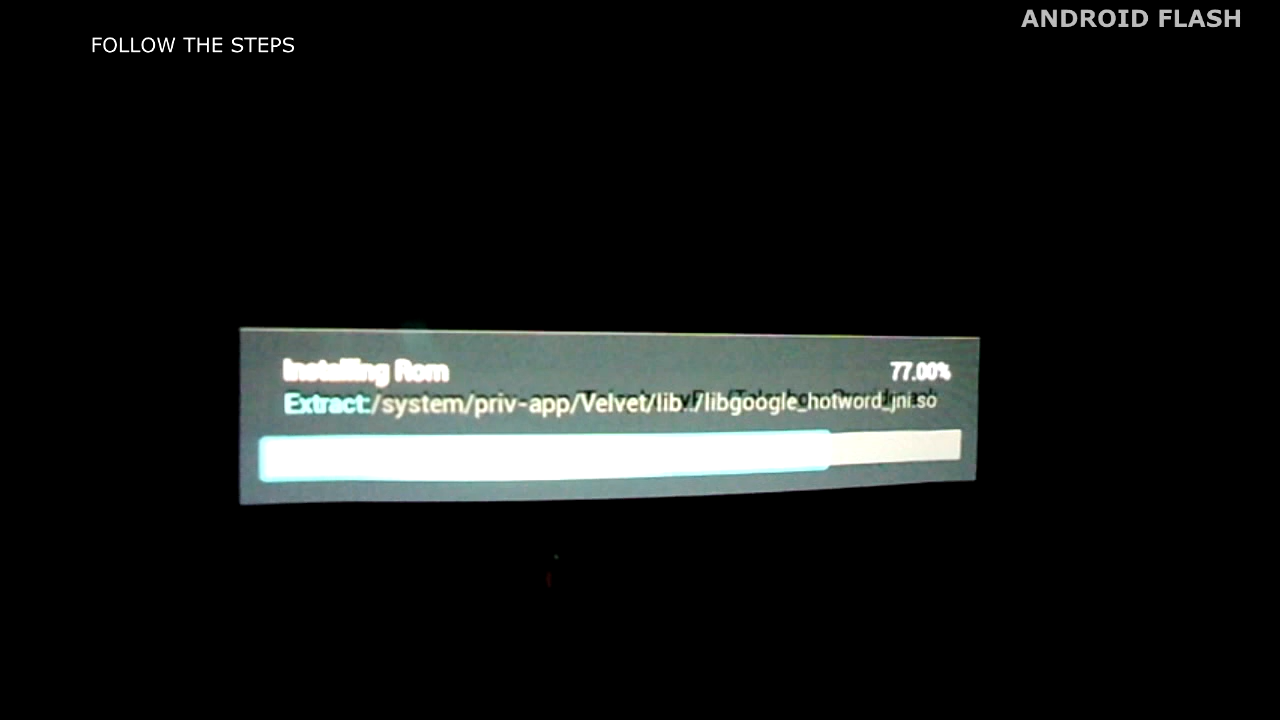 ANDROID FLASH
FOLLOW THE STEPS
Installing Rom 77.00%
Extract:/system/priv-app/Velvet/lib../libgoogle_hotword_jni.so